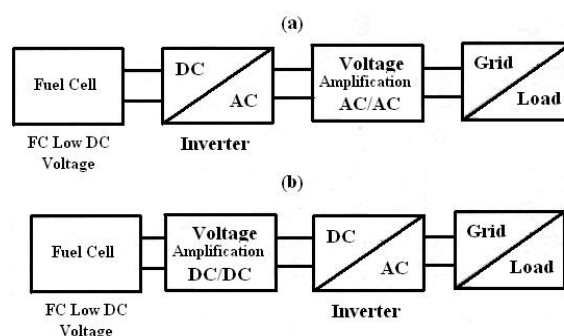 (a)
Fuel Cell
DC
AC
Voltage
Amplification
AC/AC
Grid
Load
FC Low DC
Voltage
Inverter
(b)
Fuel Cell
Voltage
Amplification
DC/DC
DC
AC
Grid
Load
FC Low DC
Voltage
Inverter